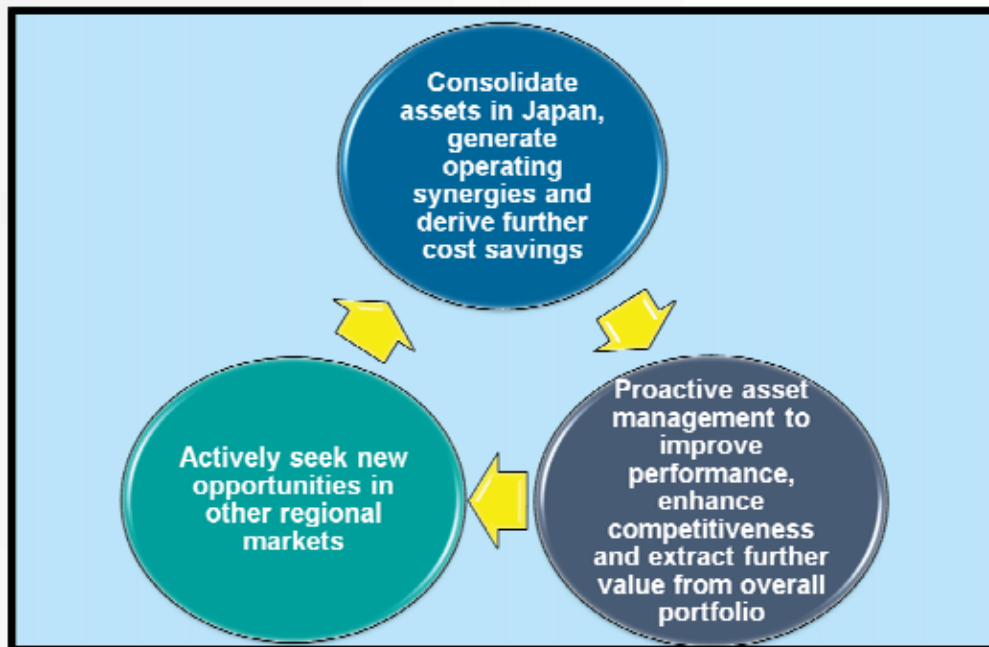 Consolidate
assets in Japan,
generate
operating
synergies and
derive further
cost savings
Proactive asset
management to
improve
performance,
enhance
competitiveness
and extract further
value from overall
portfolio
Actively seek new
opportunities in
other regional
markets